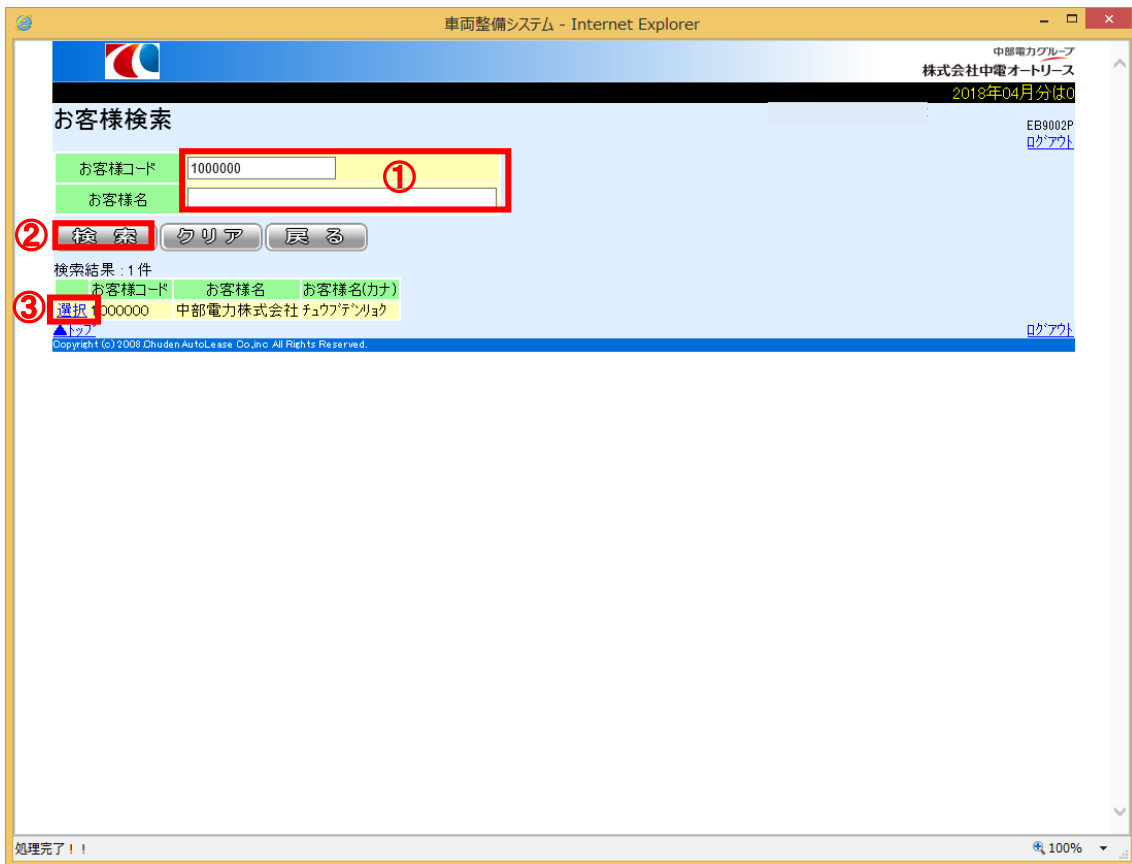 車両整備システム - Internet Explorer
中部電力グループ
株式会社中電オートリース
2018年04月分は0
お客様検索
EB9002P
ﾛｸﾞｱｳﾄ
お客様コード 1000000
①
お客様名
② 検 索 クリア 戻 る
検索結果 : 1 件
お客様コード お客様名 お客様名(カナ)
③ 選択 1000000 中部電力株式会社 ﾁｭｳﾌﾞﾃﾞﾝﾘｮｸ
▲トップ ﾛｸﾞｱｳﾄ
Copyright (c) 2008 Chuden AutoLease Co.,inc All Rights Reserved.
処理完了！！ 100%